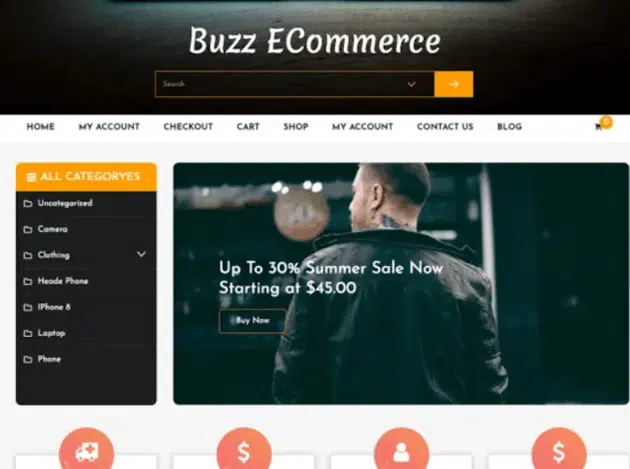 Buzz ECommerce
Search
HOME MY ACCOUNT CHECKOUT CART SHOP MY ACCOUNT CONTACT US BLOG 0
ALL CATEGORYES
Uncategorized
Camera
Clothing
Heade Phone
IPhone 8
Laptop
Phone
Up To 30% Summer Sale Now
Starting at $45.00
Buy Now
$ $